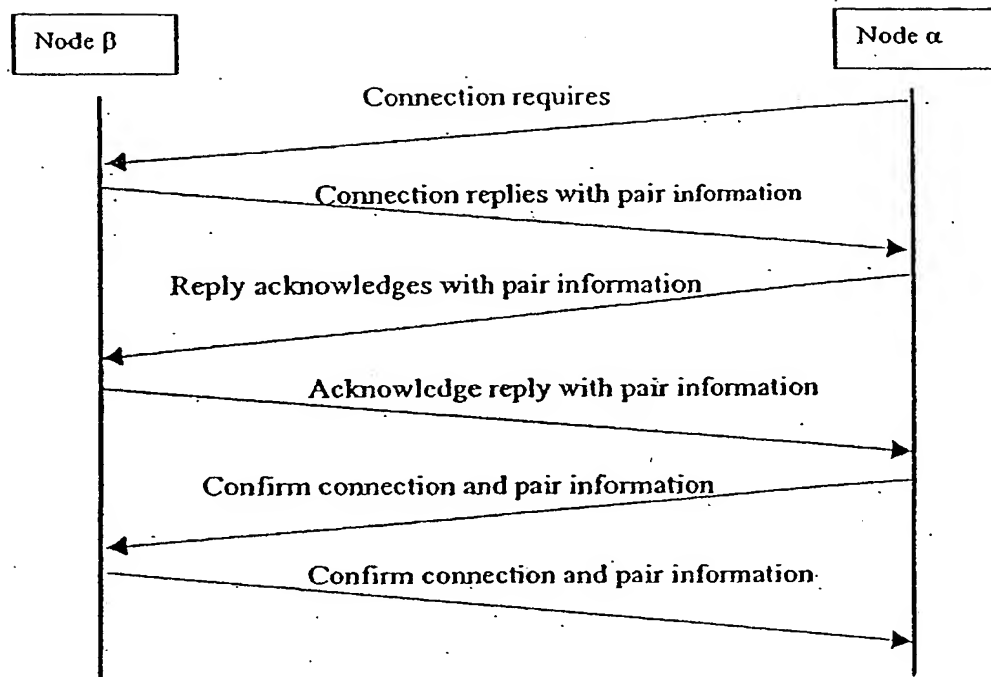 Node β
Node α
Connection requires
Connection replies with pair information
Reply acknowledges with pair information
Acknowledge reply with pair information
Confirm connection and pair information
Confirm connection and pair information